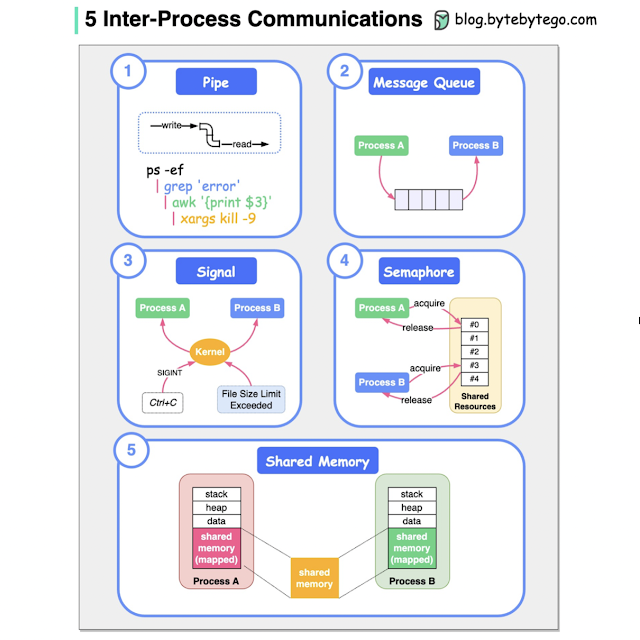 5 Inter-Process Communications
blog.bytebytego.com
1
Pipe
write
read
ps -ef
| grep 'error'
| awk '{print $3}'
| xargs kill -9
2
Message Queue
Process A
Process B
3
Signal
Process A
Process B
Kernel
SIGINT
Ctrl+C
File Size Limit
Exceeded
4
Semaphore
Process A
acquire
release
Process B
acquire
release
#0
#1
#2
#3
#4
Shared
Resources
5
Shared Memory
stack
heap
data
shared
memory
(mapped)
Process A
shared
memory
stack
heap
data
shared
memory
(mapped)
Process B